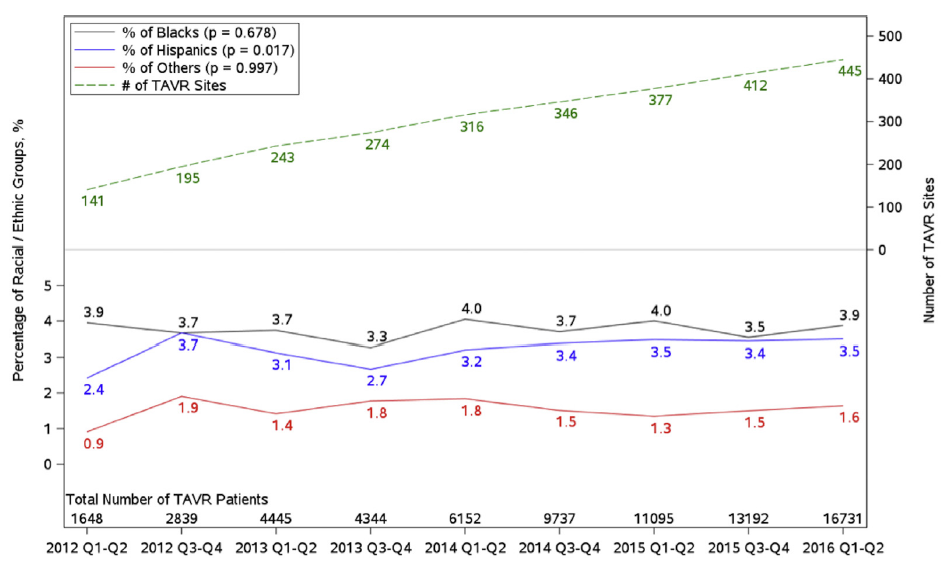 % of Blacks (p = 0.678)
% of Hispanics (p = 0.017)
% of Others (p = 0.997)
# of TAVR Sites
Percentage of Racial / Ethnic Groups, %
Number of TAVR Sites
500
400
300
200
100
0
141 195 243 274 316 346 377 412 445
5
4
3
2
1
0
3.9 3.7 3.7 3.3 4.0 3.7 4.0 3.5 3.9
2.4 3.7 3.1 2.7 3.2 3.4 3.5 3.4 3.5
0.9 1.9 1.4 1.8 1.8 1.5 1.3 1.5 1.6
Total Number of TAVR Patients
1648 2839 4445 4344 6152 9737 11095 13192 16731
2012 Q1-Q2 2012 Q3-Q4 2013 Q1-Q2 2013 Q3-Q4 2014 Q1-Q2 2014 Q3-Q4 2015 Q1-Q2 2015 Q3-Q4 2016 Q1-Q2